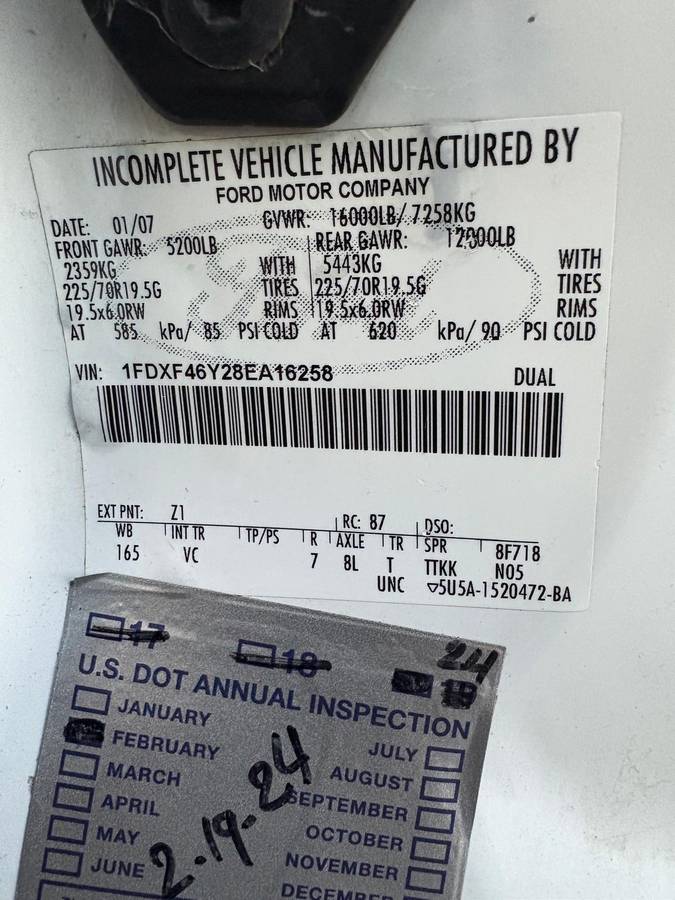 INCOMPLETE VEHICLE MANUFACTURED BY
FORD MOTOR COMPANY
DATE: 01/07 GVWR: 16000LB/ 7258KG
FRONT GAWR: 5200LB REAR GAWR: 12000LB
2359KG WITH 5443KG WITH
225/70R19.5G TIRES 225/70R19.5G TIRES
19.5x6.0RW RIMS 19.5x6.0RW RIMS
AT 585 kPa/ 85 PSI COLD AT 620 kPa/ 90 PSI COLD
VIN: 1FDXF46Y28EA16258 DUAL
EXT PNT: Z1 RC: 87 DSO:
WB INT TR TP/PS R AXLE TR SPR 8F718
165 VC 7 8L T TTKK N05
UNC ▽5U5A-1520472-BA
17 18 24 19
U.S. DOT ANNUAL INSPECTION
JANUARY JULY
FEBRUARY AUGUST
MARCH SEPTEMBER
APRIL OCTOBER
MAY NOVEMBER
JUNE DECEMBER
2-19-24